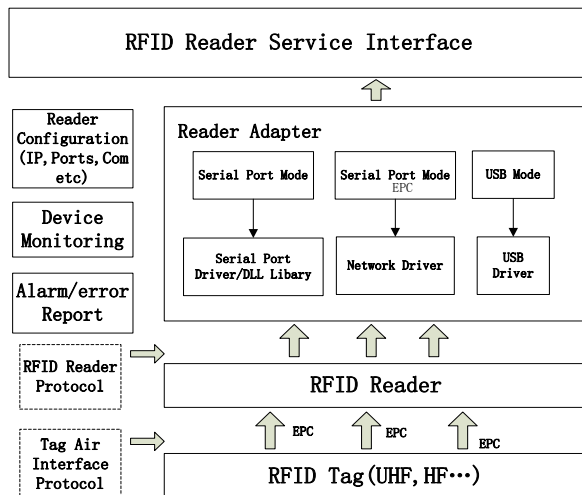 RFID Reader Service Interface
Reader
Configuration
(IP,Ports,Com
etc)
Device
Monitoring
Alarm/error
Report
Reader Adapter
Serial Port Mode
Serial Port Mode
EPC
USB Mode
Serial Port
Driver/DLL Libary
Network Driver
USB
Driver
RFID Reader
Protocol
RFID Reader
EPC
EPC
EPC
Tag Air
Interface
Protocol
RFID Tag(UHF,HF…)